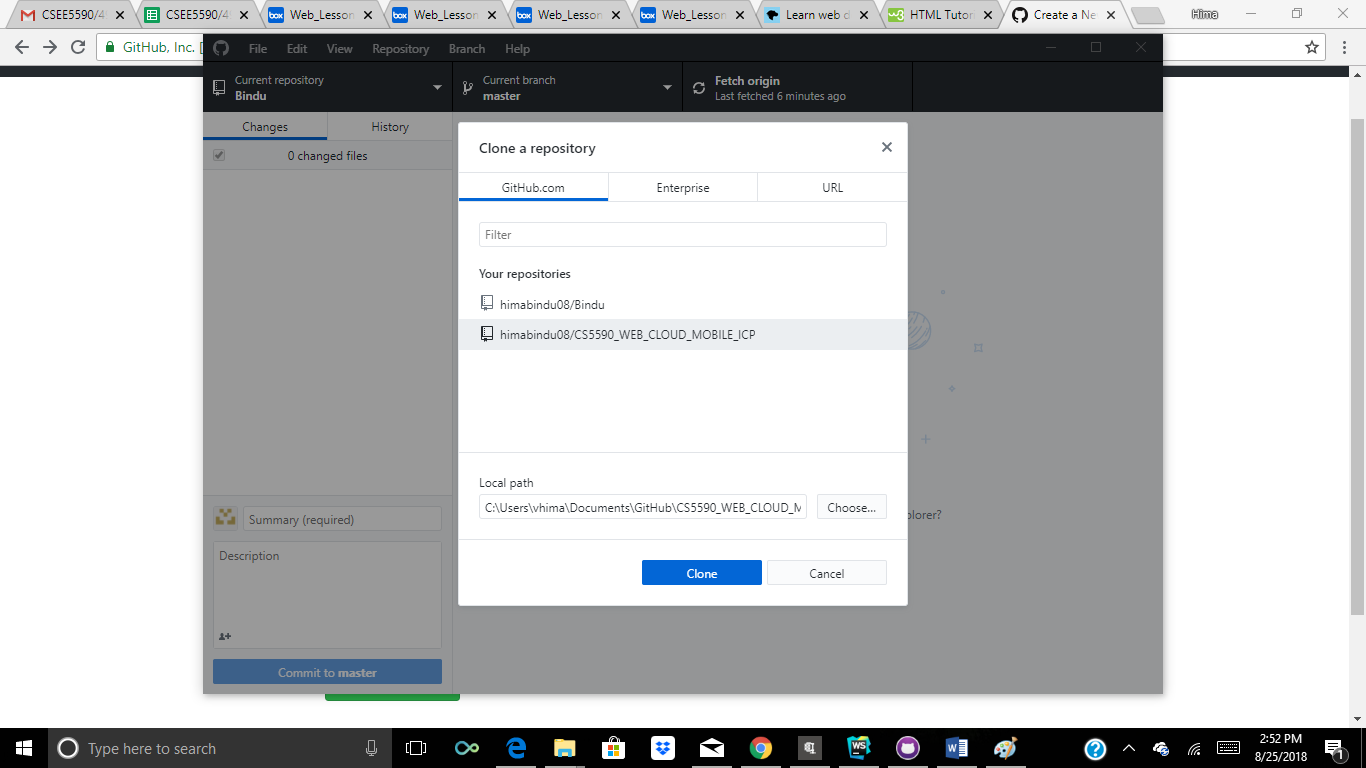 CSEE5590/4
CSEE5590/4
Web_Lesson
Web_Lesson
Web_Lesson
Web_Lesson
Learn web d
HTML Tutor
Create a Ne
Hima
GitHub, Inc.
File Edit View Repository Branch Help
Current repository
Bindu
Current branch
master
Fetch origin
Last fetched 6 minutes ago
Changes
History
0 changed files
Clone a repository
GitHub.com
Enterprise
URL
Filter
Your repositories
himabindu08/Bindu
himabindu08/CS5590_WEB_CLOUD_MOBILE_ICP
Local path
C:\Users\vhima\Documents\GitHub\CS5590_WEB_CLOUD_M
Choose...
Clone
Cancel
plorer?
Summary (required)
Description
Commit to master
Type here to search
2:52 PM
8/25/2018
1